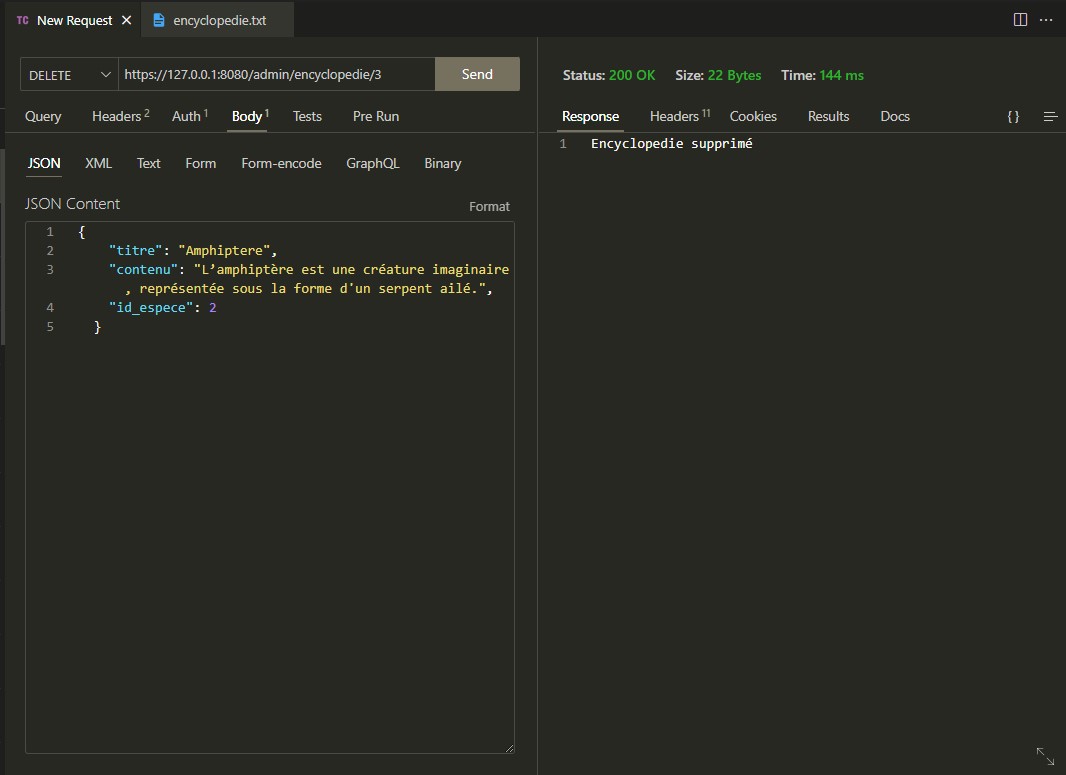 TC New Request
encyclopedie.txt
DELETE
https://127.0.0.1:8080/admin/encyclopedie/3
Send
Status: 200 OK Size: 22 Bytes Time: 144 ms
Query Headers 2 Auth 1 Body 1 Tests Pre Run
Response Headers 11 Cookies Results Docs {}
1 Encyclopedie supprimé
JSON XML Text Form Form-encode GraphQL Binary
JSON Content
Format
1 {
2 "titre": "Amphiptere",
3 "contenu": "L’amphiptère est une créature imaginaire
, représentée sous la forme d'un serpent ailé.",
4 "id_espece": 2
5 }